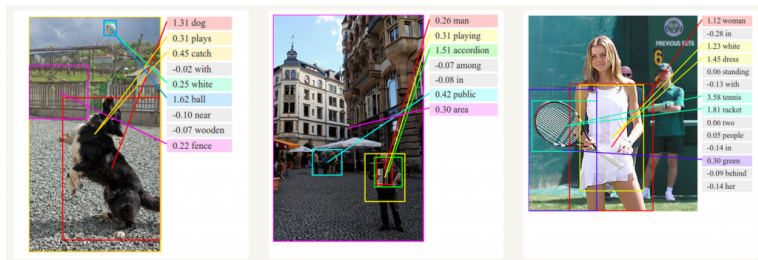 1.31 dog
0.31 plays
0.45 catch
-0.02 with
0.25 white
1.62 ball
-0.10 near
-0.07 wooden
0.22 fence
0.26 man
0.31 playing
1.51 accordion
-0.07 among
-0.08 in
0.42 public
0.30 area
PREVIOUS SETS
6
1.12 woman
-0.28 in
1.23 white
1.45 dress
0.06 standing
-0.13 with
3.58 tennis
1.81 racket
0.06 two
0.05 people
-0.14 in
0.30 green
-0.09 behind
-0.14 her